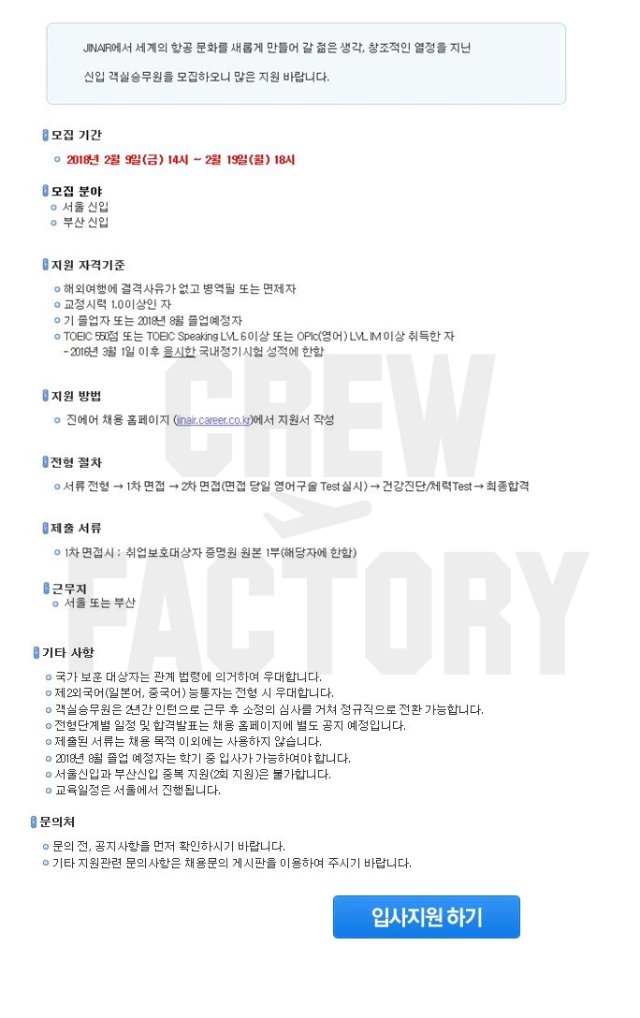 JINAIR에서 세계의 항공 문화를 새롭게 만들어 갈 젊은 생각, 창조적인 열정을 지닌
신입 객실승무원을 모집하오니 많은 지원 바랍니다.
모집 기간
2018년 2월 9일(금) 14시 ~ 2월 19일(월) 18시
모집 분야
서울 신입
부산 신입
지원 자격기준
해외여행에 결격사유가 없고 병역필 또는 면제자
교정시력 1.0이상인 자
기 졸업자 또는 2018년 8월 졸업예정자
TOEIC 550점 또는 TOEIC Speaking LVL 6이상 또는 OPIc(영어) LVL IM 이상 취득한 자
- 2016년 3월 1일 이후 응시한 국내정기시험 성적에 한함
지원 방법
진에어 채용 홈페이지 (jinair.career.co.kr)에서 지원서 작성
전형 절차
서류 전형 → 1차 면접 → 2차 면접(면접 당일 영어구술 Test 실시) → 건강진단/체력Test → 최종합격
제출 서류
1차 면접시 : 취업보호대상자 증명원 원본 1부(해당자에 한함)
근무지
서울 또는 부산
CREW
FACTORY
기타 사항
국가 보훈 대상자는 관계 법령에 의거하여 우대합니다.
제2외국어(일본어, 중국어) 능통자는 전형 시 우대합니다.
객실승무원은 2년간 인턴으로 근무 후 소정의 심사를 거쳐 정규직으로 전환 가능합니다.
전형단계별 일정 및 합격발표는 채용 홈페이지에 별도 공지 예정입니다.
제출된 서류는 채용 목적 이외에는 사용하지 않습니다.
2018년 8월 졸업 예정자는 학기 중 입사가 가능하여야 합니다.
서울신입과 부산신입 중복 지원(2회 지원)은 불가합니다.
교육일정은 서울에서 진행됩니다.
문의처
문의 전, 공지사항을 먼저 확인하시기 바랍니다.
기타 지원관련 문의사항은 채용문의 게시판을 이용하여 주시기 바랍니다.
입사지원 하기